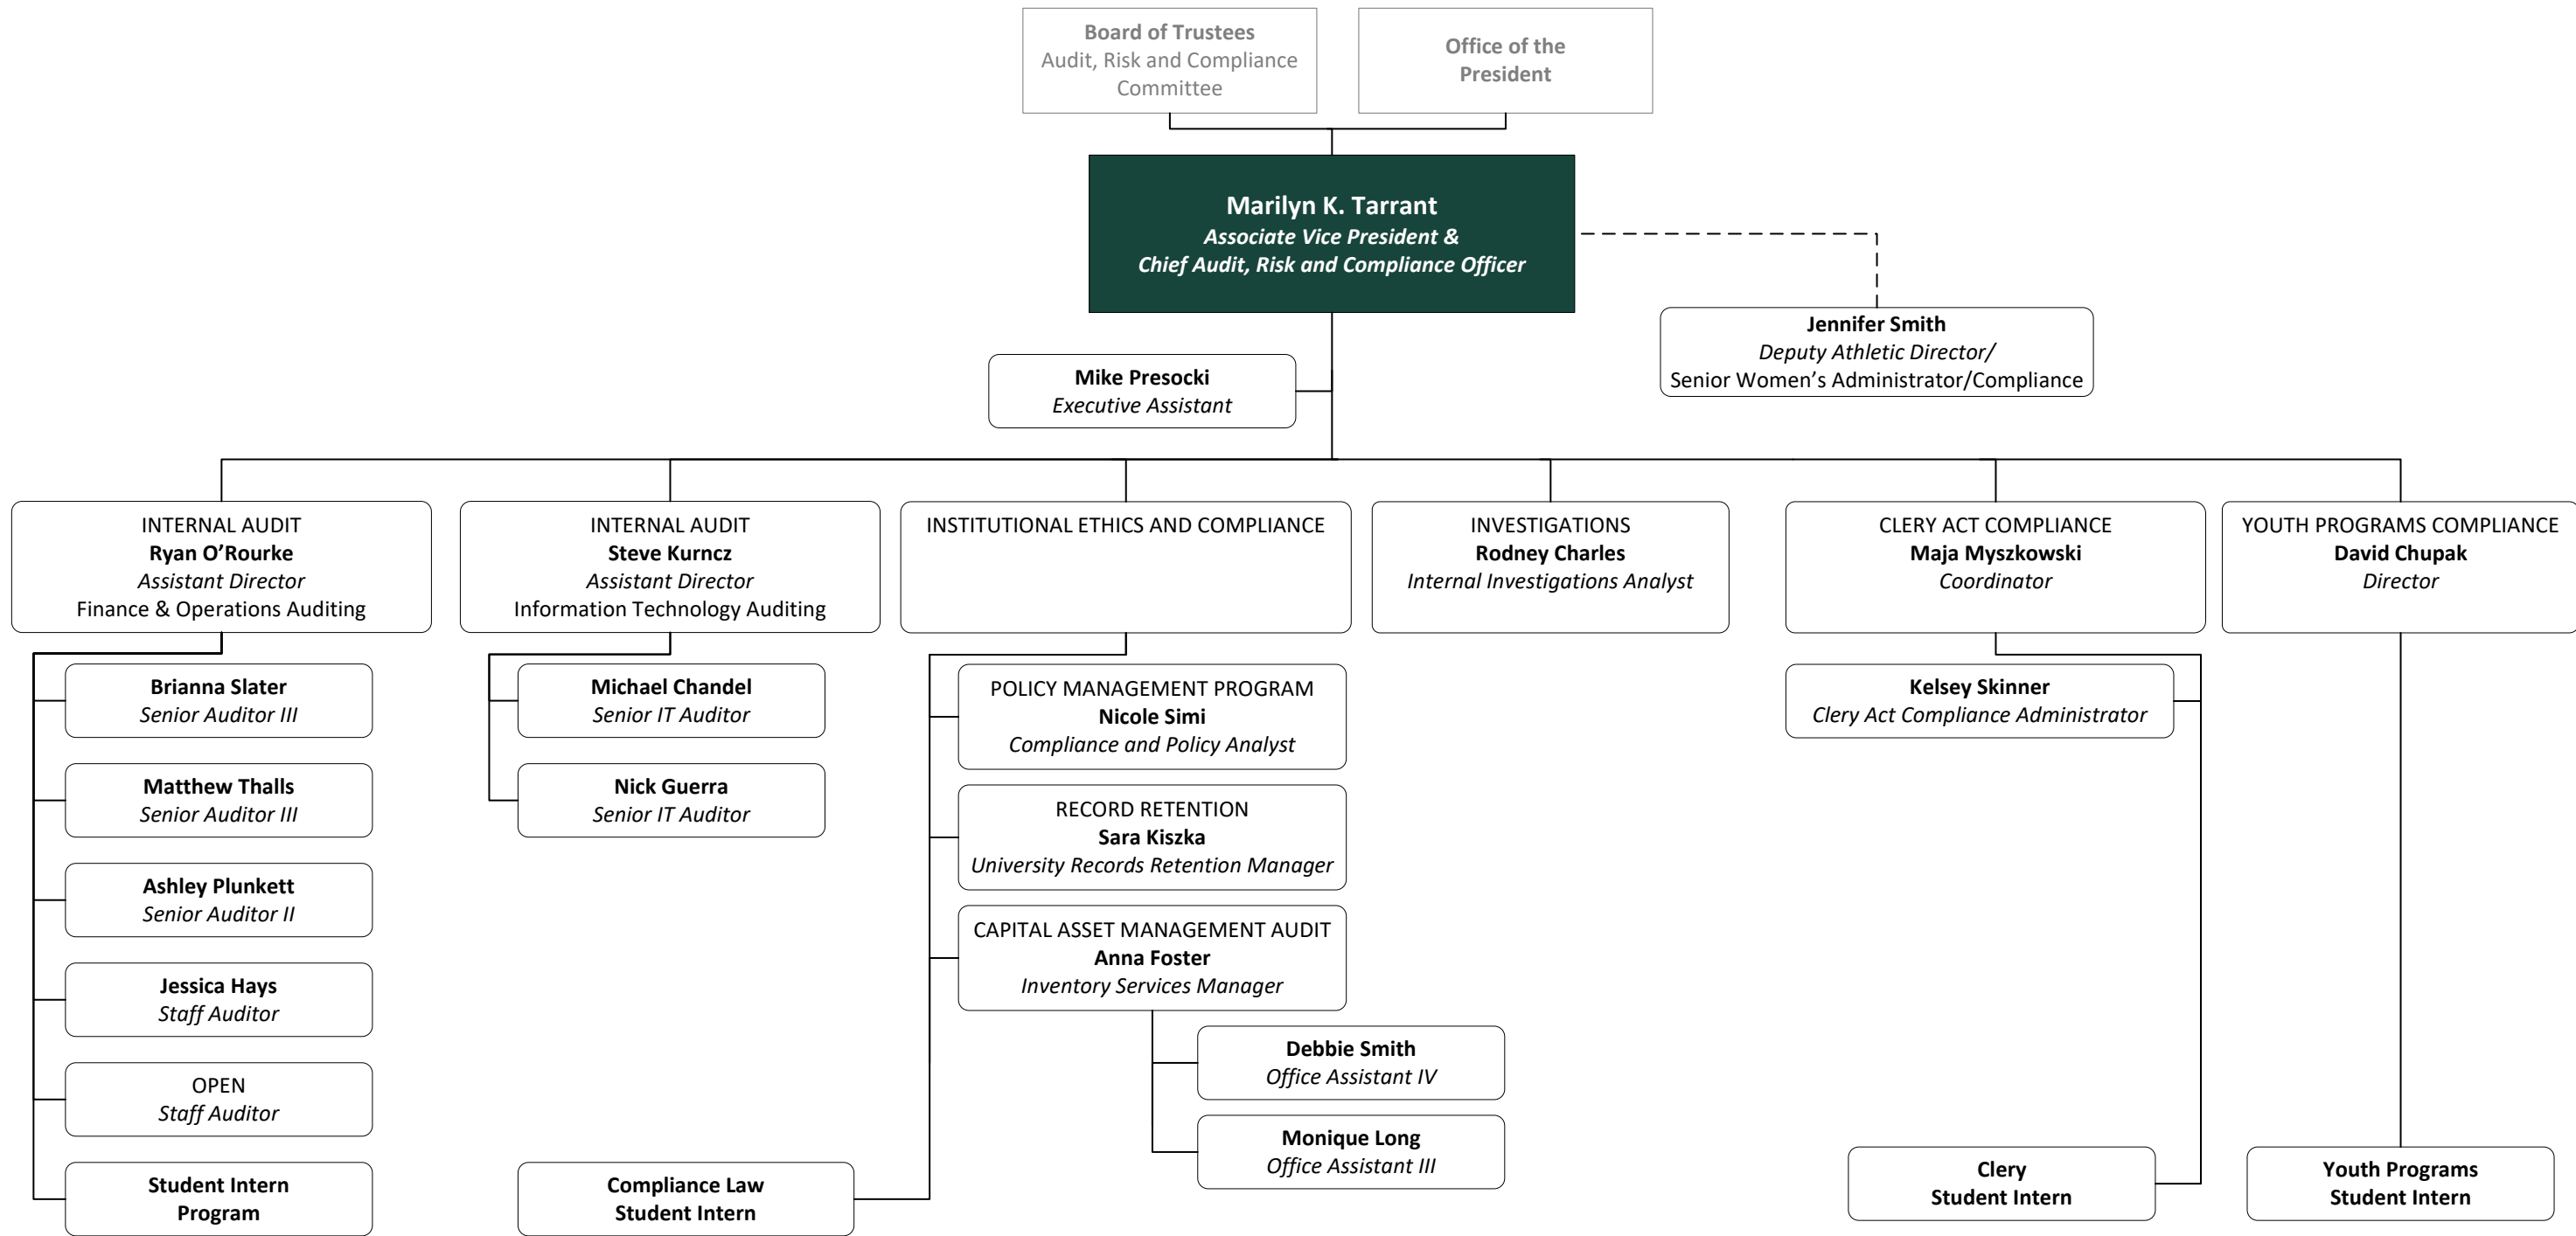 Board of Trustees
Audit, Risk and Compliance
Committee
Office of the
President
Marilyn K. Tarrant
Associate Vice President &
Chief Audit, Risk and Compliance Officer
Jennifer Smith
Deputy Athletic Director/
Senior Women's Administrator/Compliance
Mike Presocki
Executive Assistant
INTERNAL AUDIT
Ryan O'Rourke
Assistant Director
Finance & Operations Auditing
INTERNAL AUDIT
Steve Kurncz
Assistant Director
Information Technology Auditing
INSTITUTIONAL ETHICS AND COMPLIANCE
INVESTIGATIONS
Rodney Charles
Internal Investigations Analyst
CLERY ACT COMPLIANCE
Maja Myszkowski
Coordinator
YOUTH PROGRAMS COMPLIANCE
David Chupak
Director
Brianna Slater
Senior Auditor III
Matthew Thalls
Senior Auditor III
Ashley Plunkett
Senior Auditor II
Jessica Hays
Staff Auditor
OPEN
Staff Auditor
Student Intern
Program
Michael Chandel
Senior IT Auditor
Nick Guerra
Senior IT Auditor
POLICY MANAGEMENT PROGRAM
Nicole Simi
Compliance and Policy Analyst
RECORD RETENTION
Sara Kiszka
University Records Retention Manager
CAPITAL ASSET MANAGEMENT AUDIT
Anna Foster
Inventory Services Manager
Debbie Smith
Office Assistant IV
Monique Long
Office Assistant III
Compliance Law
Student Intern
Kelsey Skinner
Clery Act Compliance Administrator
Clery
Student Intern
Youth Programs
Student Intern